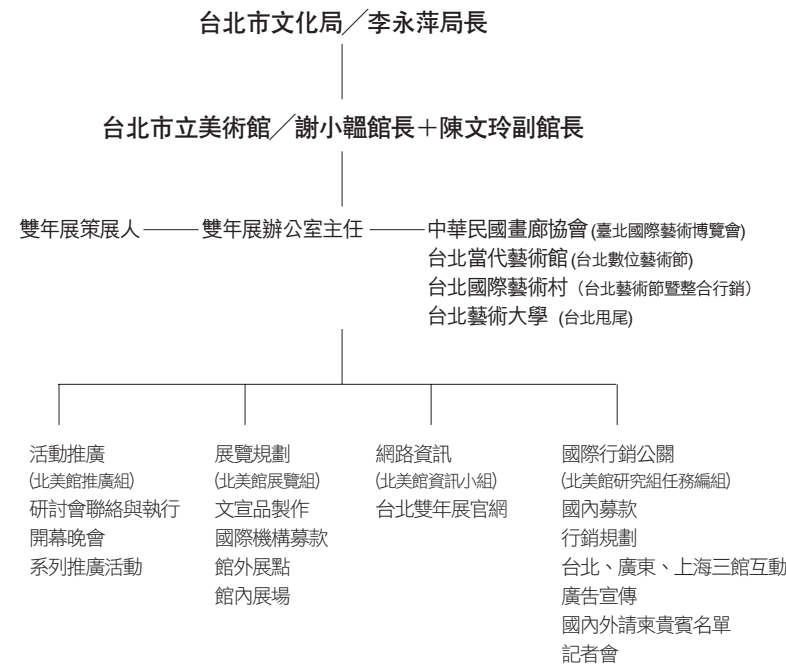 台北市文化局╱李永萍局長
台北市立美術館╱謝小韞館長＋陳文玲副館長
雙年展策展人
雙年展辦公室主任
中華民國畫廊協會(臺北國際藝術博覽會)
台北當代藝術館(台北數位藝術節)
台北國際藝術村（台北藝術節暨整合行銷）
台北藝術大學 (台北甩尾)
活動推廣
(北美館推廣組)
研討會聯絡與執行
開幕晚會
系列推廣活動
展覽規劃
(北美館展覽組)
文宣品製作
國際機構募款
館外展點
館內展場
網路資訊
(北美館資訊小組)
台北雙年展官網
國際行銷公關
(北美館研究組任務編組)
國內募款
行銷規劃
台北、廣東、上海三館互動
廣告宣傳
國內外請柬貴賓名單
記者會